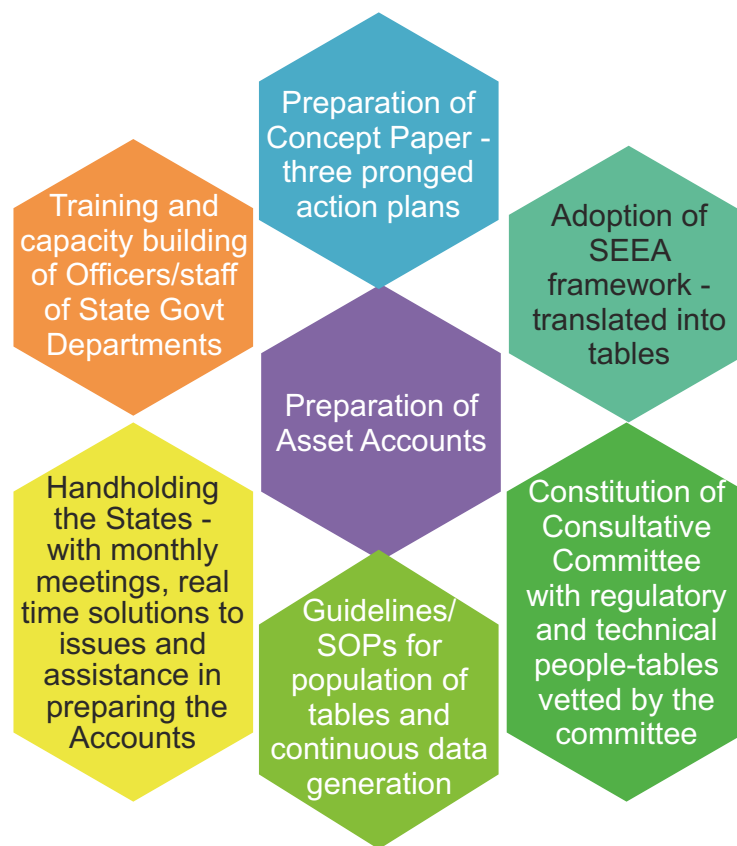 Preparation of
Concept Paper -
three pronged
action plans
Training and
capacity building
of Officers/staff
of State Govt
Departments
Adoption of
SEEA
framework -
translated into
tables
Preparation of
Asset Accounts
Handholding
the States -
with monthly
meetings, real
time solutions to
issues and
assistance in
preparing the
Accounts
Guidelines/
SOPs for
population of
tables and
continuous data
generation
Constitution of
Consultative
Committee
with regulatory
and technical
people-tables
vetted by the
committee